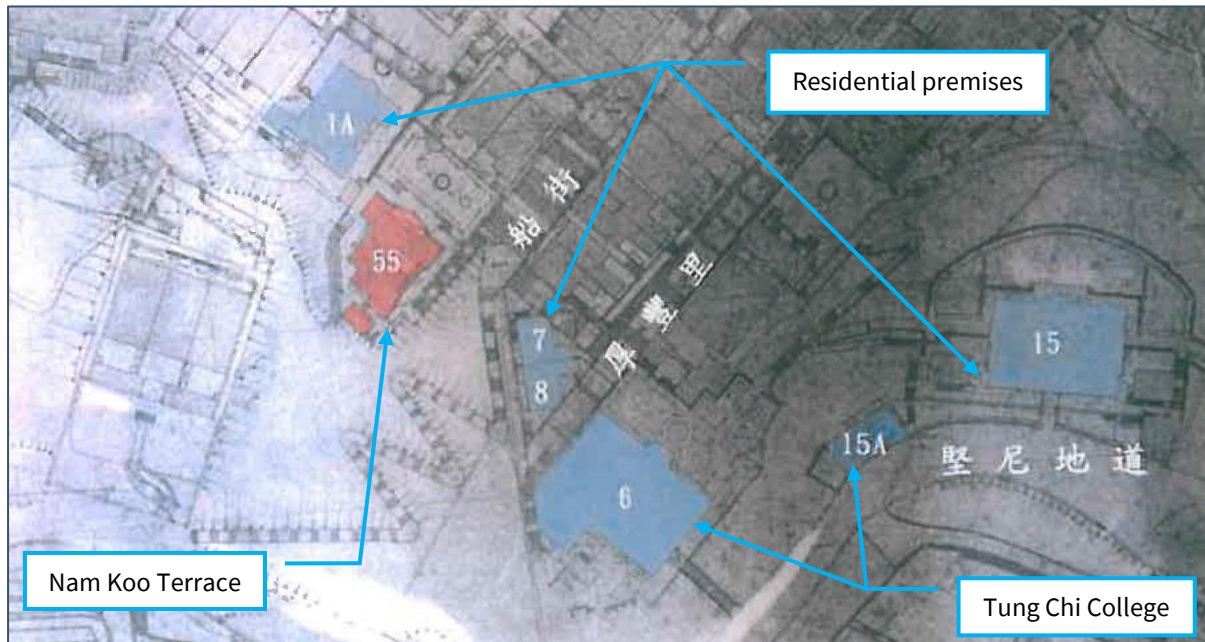 Residential premises
1A
船街
55
厚豐里
7
8
15
15A
堅尼地道
6
Nam Koo Terrace
Tung Chi College